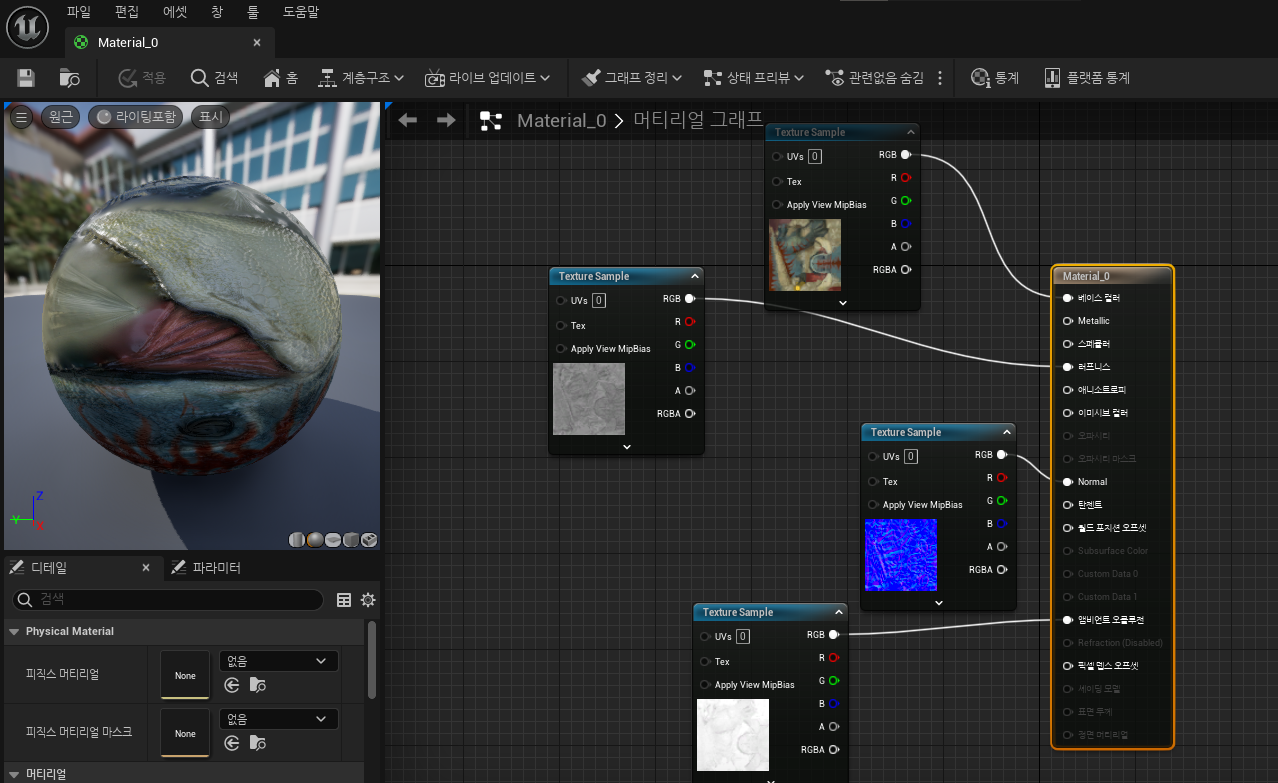 파일 편집 에셋 창 툴 도움말
Material_0
적용 검색 홈 계층구조 라이브 업데이트 그래프 정리 상태 프리뷰 관련없음 숨김 통계 플랫폼 통계
원근 라이팅포함 표시
Z
Y
X
Material_0 > 머티리얼 그래프
Texture Sample
UVs 0 RGB
R
Tex
G
Apply View MipBias
B
A
RGBA
Texture Sample
UVs 0 RGB
R
Tex
G
Apply View MipBias
B
A
RGBA
Texture Sample
UVs 0 RGB
R
Tex
G
Apply View MipBias
B
A
RGBA
Texture Sample
UVs 0 RGB
R
Tex
G
Apply View MipBias
B
A
RGBA
Material_0
베이스 컬러
Metallic
스페큘러
러프니스
애니소트로피
이미시브 컬러
오파시티
오파시티 마스크
Normal
탄젠트
월드 포지션 오프셋
Subsurface Color
Custom Data 0
Custom Data 1
앰비언트 오클루전
Refraction (Disabled)
픽셀 뎁스 오프셋
셰이딩 모델
표면 두께
정면 머티리얼
디테일 파라미터
검색
Physical Material
피직스 머티리얼 None 없음
피직스 머티리얼 마스크 None 없음
머티리얼